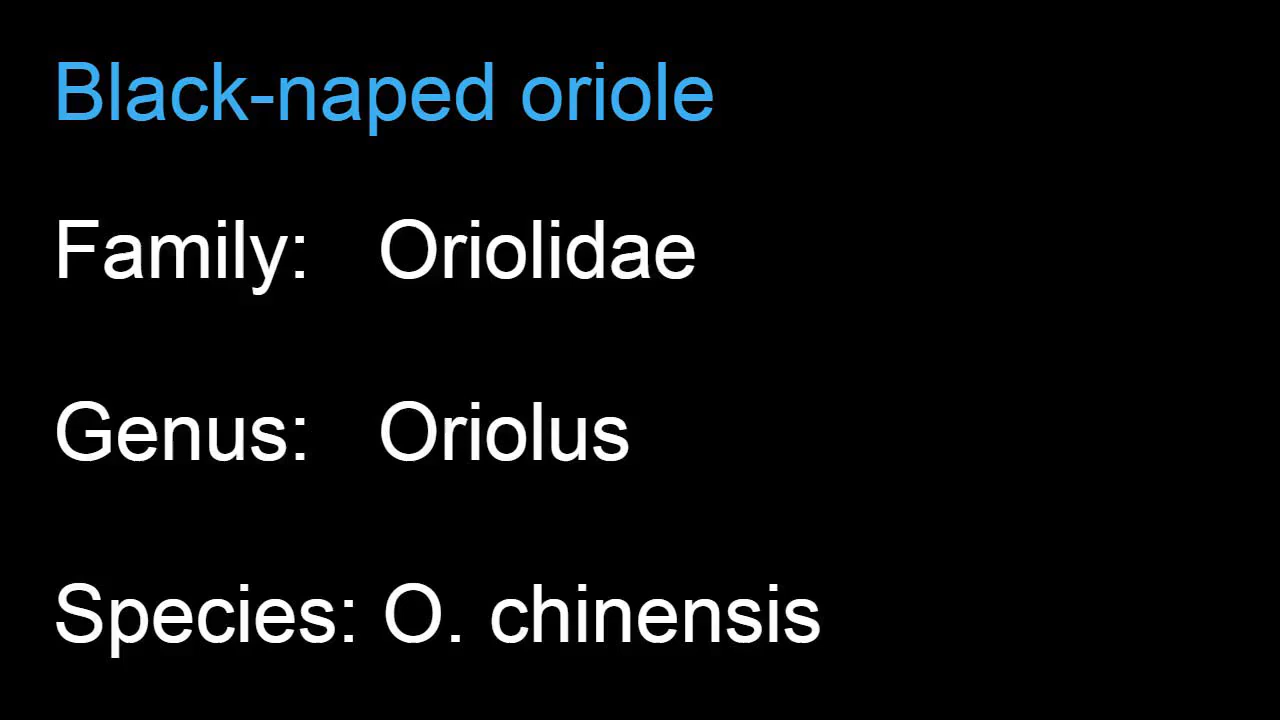 Black-naped oriole
Family: Oriolidae
Genus: Oriolus
Species: O. chinensis